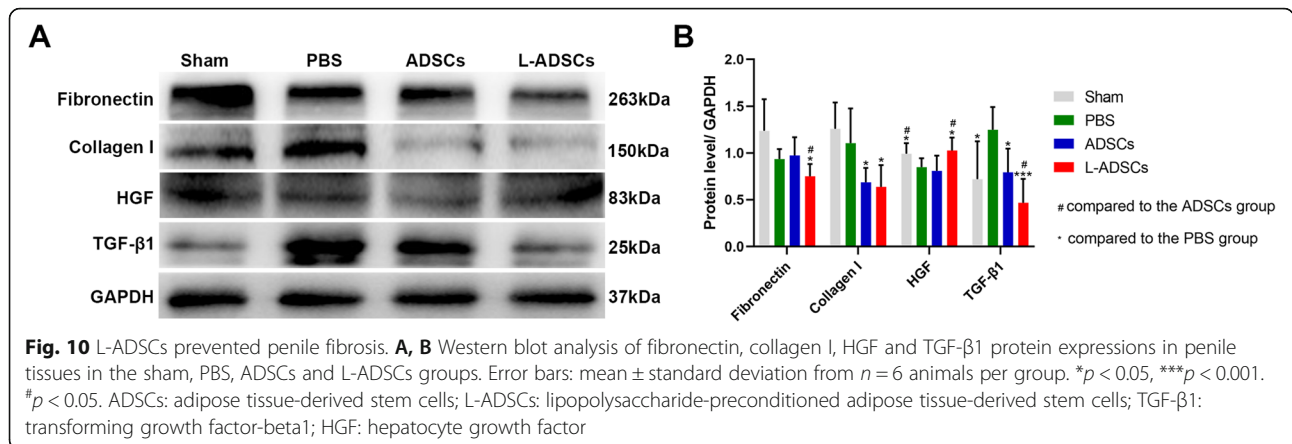 A
Sham PBS ADSCs L-ADSCs
Fibronectin 263kDa
Collagen I 150kDa
HGF 83kDa
TGF-β1 25kDa
GAPDH 37kDa
B
Protein level/ GAPDH
2.0
1.5
1.0
0.5
0.0
* # * * # * # * * * # ***
Fibronectin Collagen I HGF TGF-β1
Sham
PBS
ADSCs
L-ADSCs
# compared to the ADSCs group
* compared to the PBS group
Fig. 10 L-ADSCs prevented penile fibrosis. A, B Western blot analysis of fibronectin, collagen I, HGF and TGF-β1 protein expressions in penile
tissues in the sham, PBS, ADSCs and L-ADSCs groups. Error bars: mean ± standard deviation from n = 6 animals per group. *p < 0.05, ***p < 0.001.
#p < 0.05. ADSCs: adipose tissue-derived stem cells; L-ADSCs: lipopolysaccharide-preconditioned adipose tissue-derived stem cells; TGF-β1:
transforming growth factor-beta1; HGF: hepatocyte growth factor